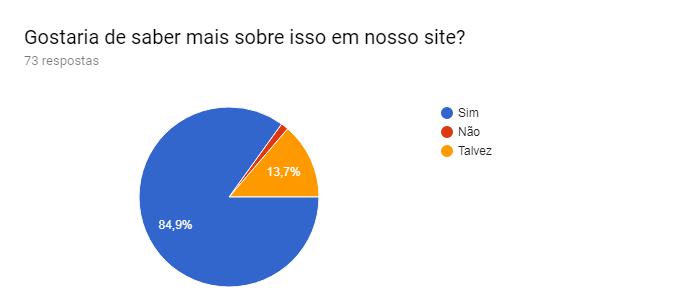 Gostaria de saber mais sobre isso em nosso site?
73 respostas
Sim
Não
Talvez
13,7%
84,9%